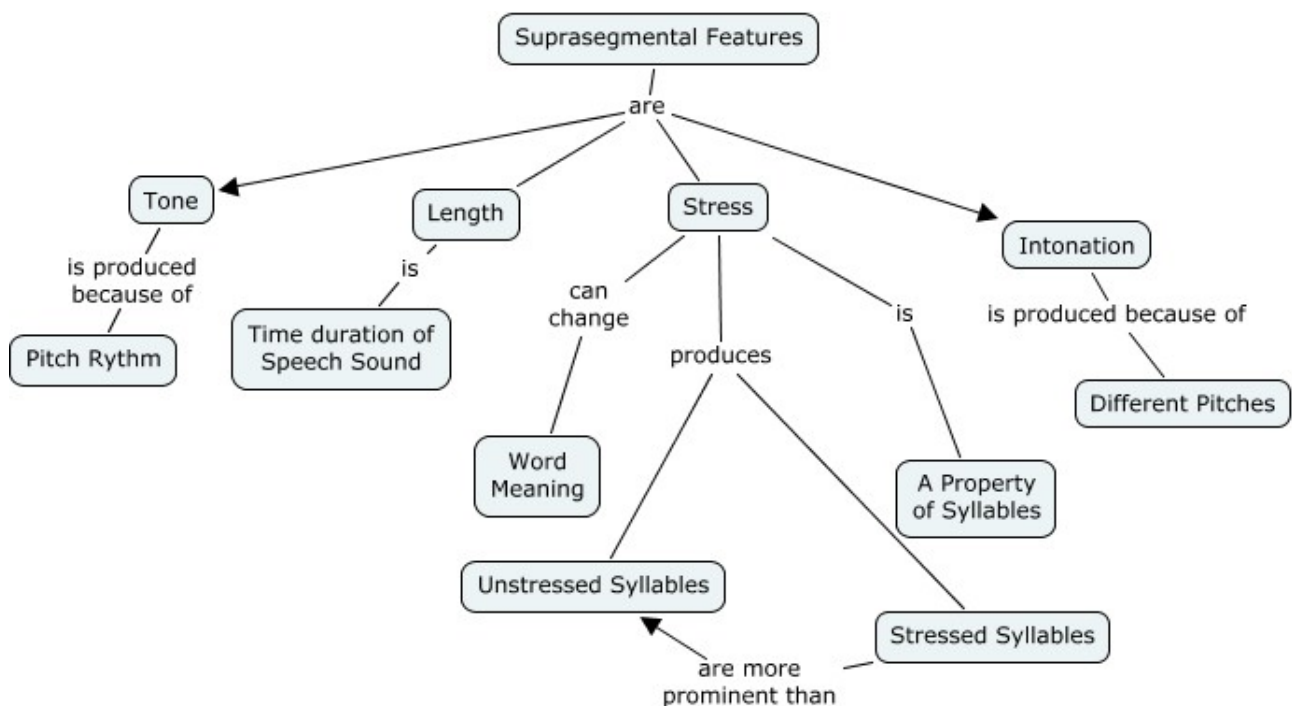 Suprasegmental Features
are
Tone
Length
Stress
Intonation
is produced
because of
is
can
change
is
is produced because of
Pitch Rythm
Time duration of
Speech Sound
produces
Different Pitches
Word
Meaning
A Property
of Syllables
Unstressed Syllables
Stressed Syllables
are more
prominent than